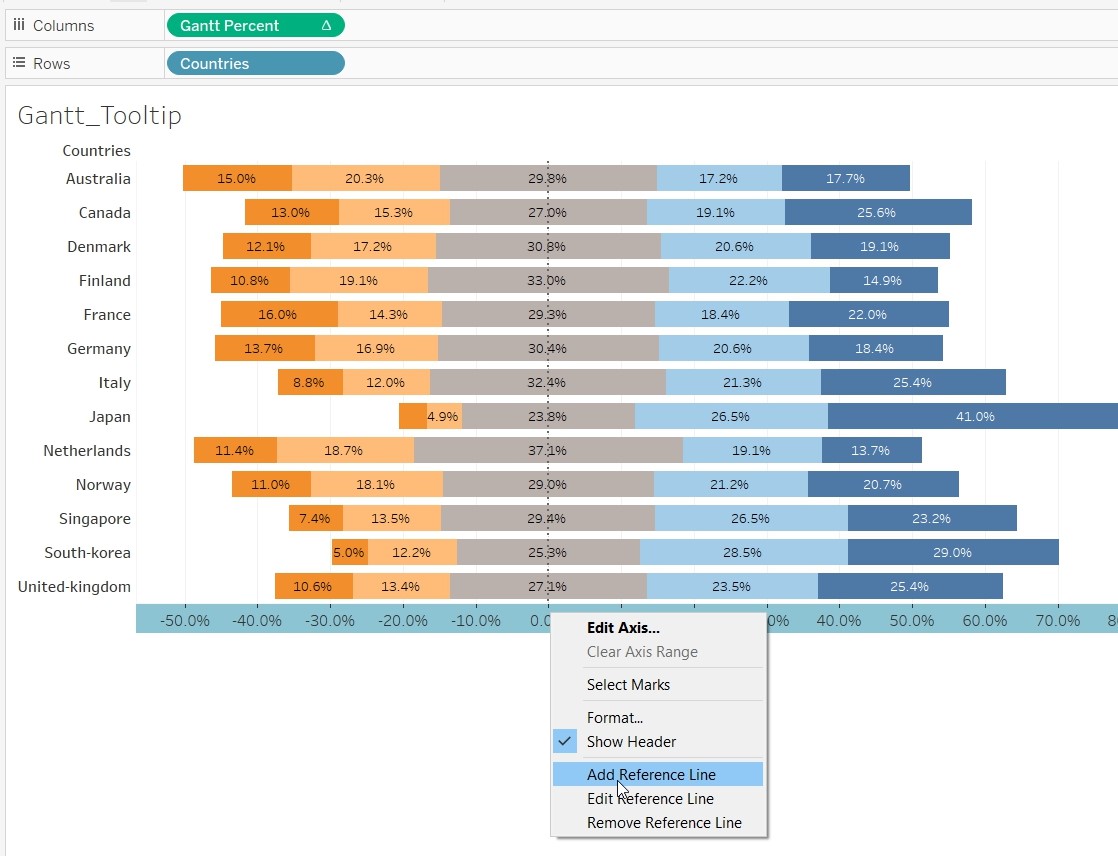 Columns Gantt Percent Δ
Rows Countries
Gantt_Tooltip
Countries
Australia 15.0% 20.3% 29.8% 17.2% 17.7%
Canada 13.0% 15.3% 27.0% 19.1% 25.6%
Denmark 12.1% 17.2% 30.8% 20.6% 19.1%
Finland 10.8% 19.1% 33.0% 22.2% 14.9%
France 16.0% 14.3% 29.3% 18.4% 22.0%
Germany 13.7% 16.9% 30.4% 20.6% 18.4%
Italy 8.8% 12.0% 32.4% 21.3% 25.4%
Japan 4.9% 23.8% 26.5% 41.0%
Netherlands 11.4% 18.7% 37.1% 19.1% 13.7%
Norway 11.0% 18.1% 29.0% 21.2% 20.7%
Singapore 7.4% 13.5% 29.4% 26.5% 23.2%
South-korea 5.0% 12.2% 25.3% 28.5% 29.0%
United-kingdom 10.6% 13.4% 27.1% 23.5% 25.4%
-50.0% -40.0% -30.0% -20.0% -10.0% 0.0 0% 40.0% 50.0% 60.0% 70.0% 8
Edit Axis...
Clear Axis Range
Select Marks
Format...
Show Header
Add Reference Line
Edit Reference Line
Remove Reference Line